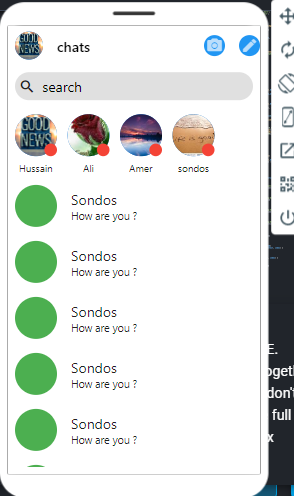 GOOD
NEWS
chats
search
GOOD
NEWS
Hussain
Ali
Amer
sondos
Sondos
How are you ?
Sondos
How are you ?
Sondos
How are you ?
Sondos
How are you ?
Sondos
How are you ?
E.
ogeth
don't
full
x